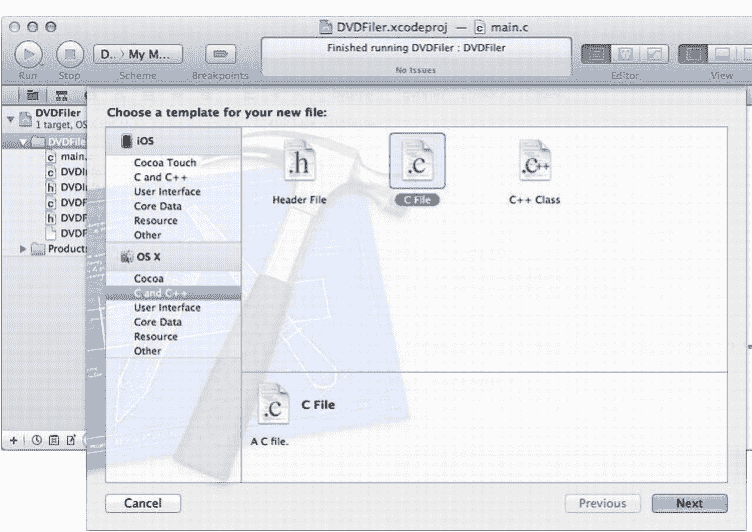 DVDFiler.xcodeproj — c main.c
D.. › My M...
Finished running DVDFiler : DVDFiler
No Issues
Run Stop Scheme Breakpoints Editor View
DVDFiler
1 target, OS
Choose a template for your new file:
DVDFile
c main.
c DVDI
h DVDI
c DVDF
h DVDF
DVDF
Product
iOS
Cocoa Touch
C and C++
User Interface
Core Data
Resource
Other
OS X
Cocoa
C and C++
User Interface
Core Data
Resource
Other
.h .c .c++
Header File C File C++ Class
.c C File
A C file.
Cancel Previous Next